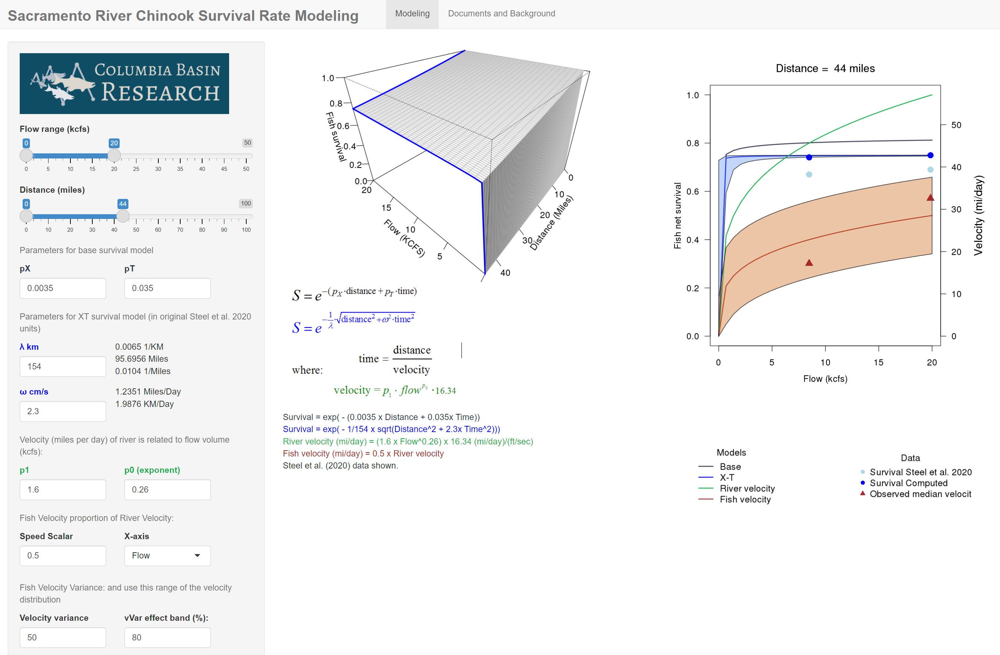 Sacramento River Chinook Survival Rate Modeling
Modeling
Documents and Background
COLUMBIA BASIN
RESEARCH
Flow range (kcfs)
0
20
50
0 5 10 15 20 25 30 35 40 45 50
Distance (miles)
0
44
100
0 10 20 30 40 50 60 70 80 90 100
Parameters for base survival model
pX
pT
0.0035
0.035
Parameters for XT survival model (in original Steel et al. 2020
units)
λ km
154
0.0065 1/KM
95.6956 Miles
0.0104 1/Miles
ω cm/s
2.3
1.2351 Miles/Day
1.9876 KM/Day
Velocity (miles per day) of river is related to flow volume
(kcfs):
p1
p0 (exponent)
1.6
0.26
Fish Velocity proportion of River Velocity:
Speed Scalar
X-axis
0.5
Flow
Fish Velocity Variance: and use this range of the velocity
distribution
Velocity variance
vVar effect band (%):
50
80
1.0
0.8
0.6
0.4
0.2
0.0
Fish survival
20
15
10
5
Flow (KCFS)
0
10
20
30
40
Distance (Miles)
S = e^−(p_X·distance + p_T·time)
S = e^−1/λ·√distance² + ω²·time²
where:
time = distance / velocity
velocity = p₁ · flow^p₀ · 16.34
Survival = exp( - (0.0035 x Distance + 0.035x Time))
Survival = exp( - 1/154 x sqrt(Distance^2 + 2.3x Time^2)))
River velocity (mi/day) = (1.6 x Flow^0.26) x 16.34 (mi/day)/(ft/sec)
Fish velocity (mi/day) = 0.5 x River velocity
Steel et al. (2020) data shown.
Distance = 44 miles
1.0
0.8
0.6
0.4
0.2
0.0
Fish net survival
50
40
30
20
10
0
Velocity (mi/day)
0 5 10 15 20
Flow (kcfs)
Models
Base
X-T
River velocity
Fish velocity
Data
Survival Steel et al. 2020
Survival Computed
Observed median velocit